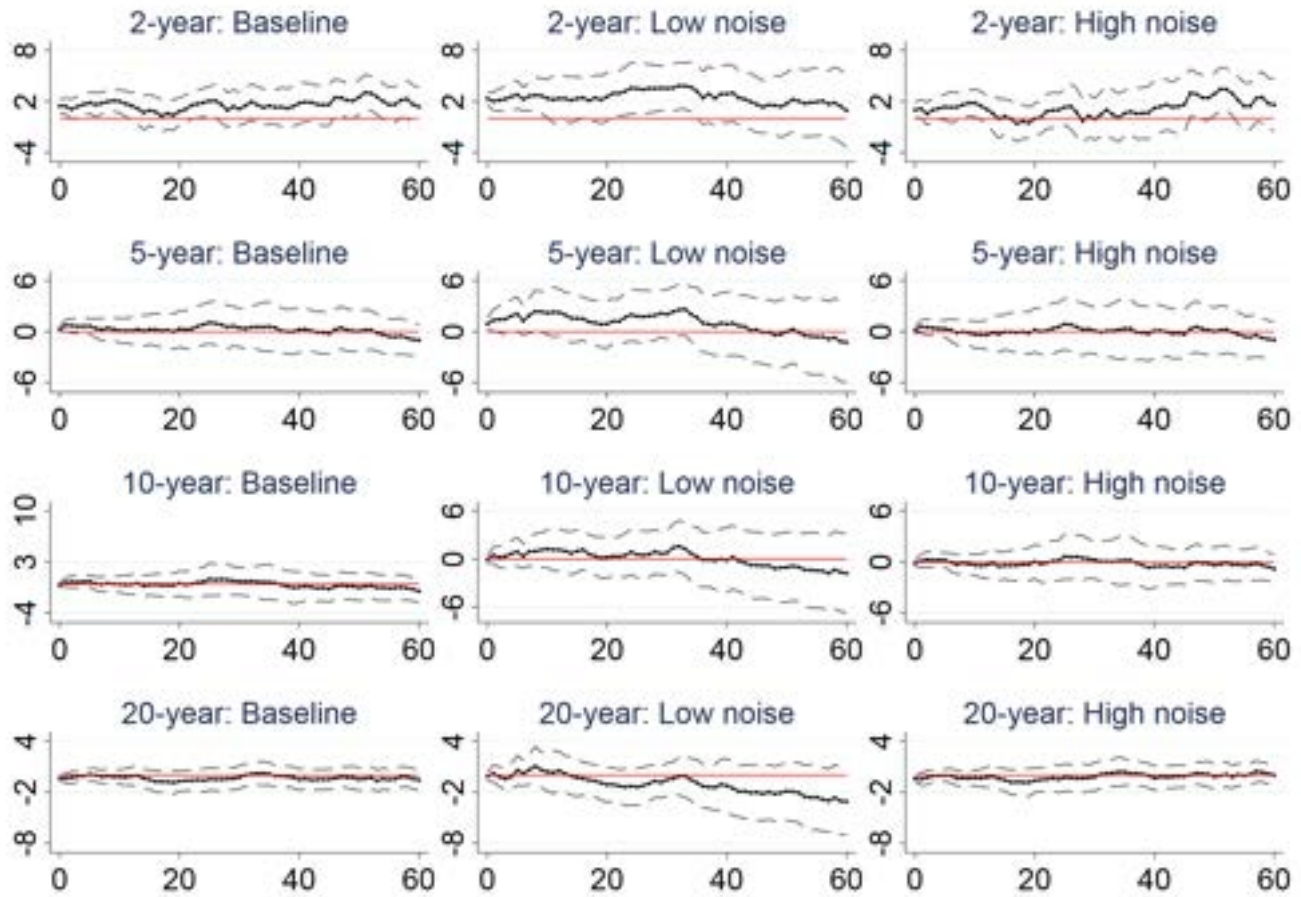 2-year: Baseline 2-year: Low noise 2-year: High noise
8 8 8
2 2 2
-4 -4 -4
0 20 40 60 0 20 40 60 0 20 40 60
5-year: Baseline 5-year: Low noise 5-year: High noise
6 6 6
0 0 0
-6 -6 -6
0 20 40 60 0 20 40 60 0 20 40 60
10-year: Baseline 10-year: Low noise 10-year: High noise
10 6 6
3 0 0
-4 -6 -6
0 20 40 60 0 20 40 60 0 20 40 60
20-year: Baseline 20-year: Low noise 20-year: High noise
4 4 4
-2 -2 -2
-8 -8 -8
0 20 40 60 0 20 40 60 0 20 40 60